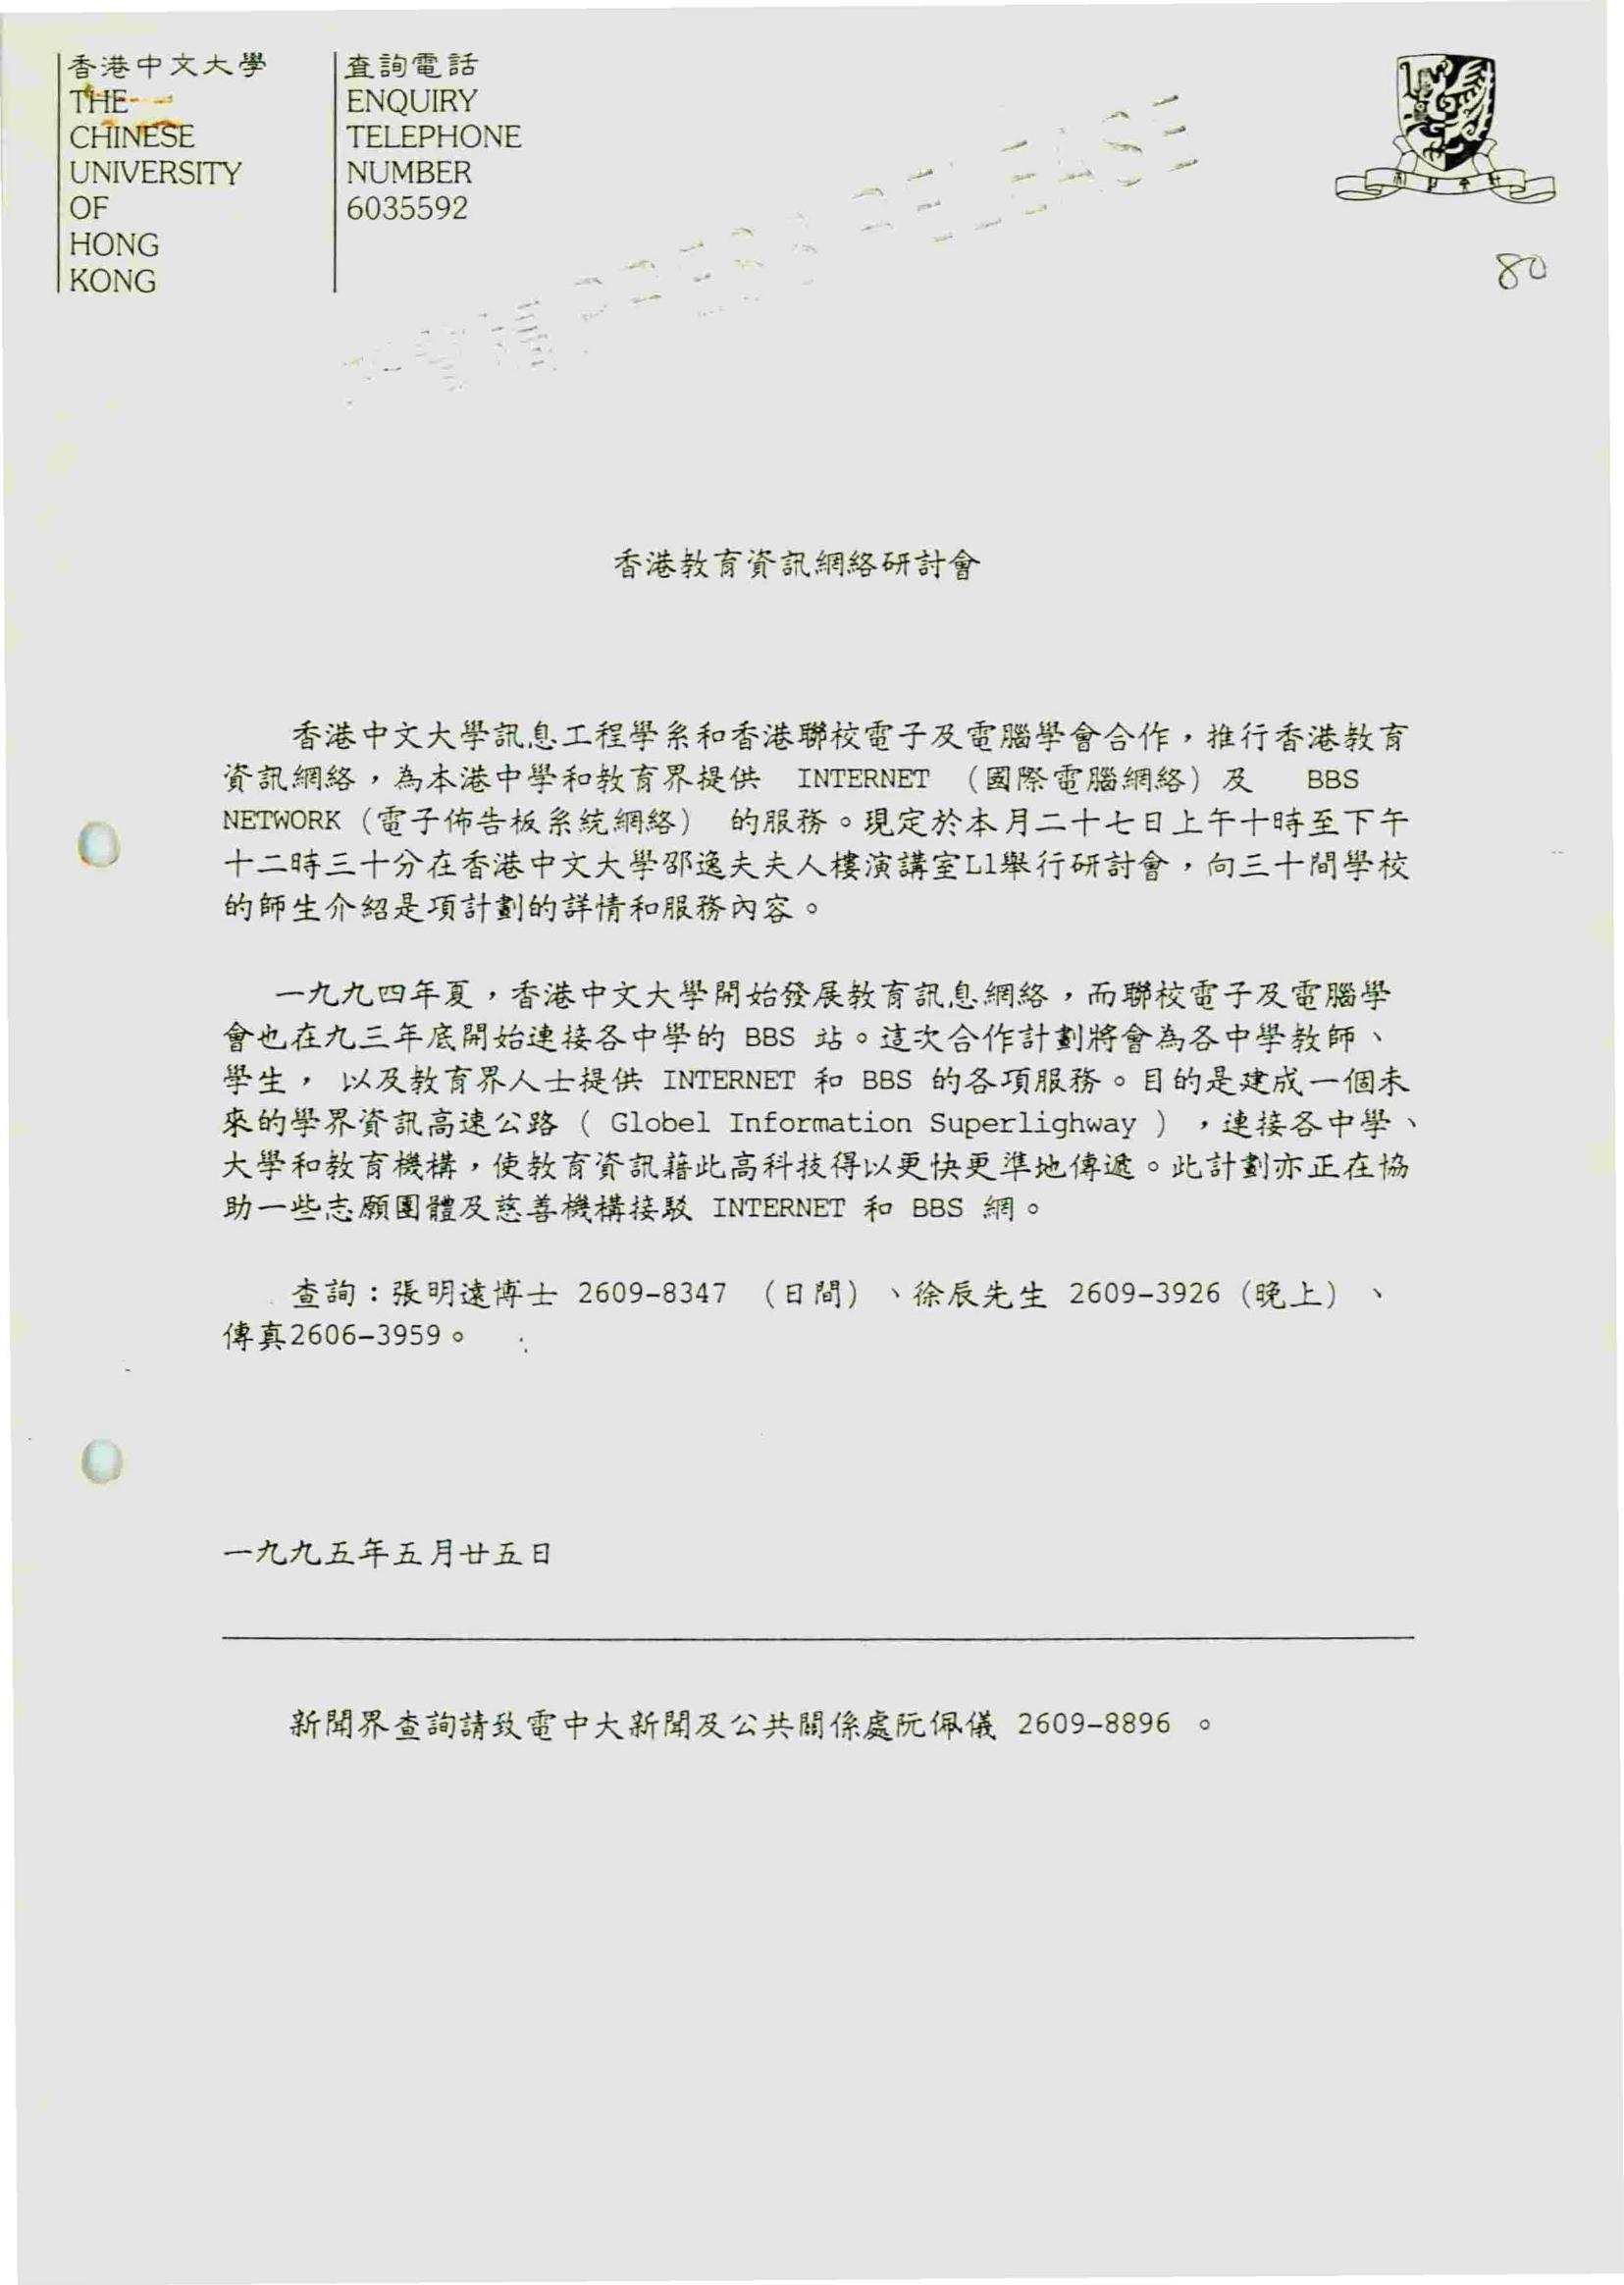 香港中文大學
THE
CHINESE
UNIVERSITY
OF
HONG
KONG
查詢電話
ENQUIRY
TELEPHONE
NUMBER
6035592
PRESS RELEASE
80
香港教育資訊網絡研討會
香港中文大學訊息工程學系和香港聯校電子及電腦學會合作，推行香港教育
資訊網絡，為本港中學和教育界提供 INTERNET （國際電腦網絡）及 BBS
NETWORK（電子佈告板系統網絡） 的服務。現定於本月二十七日上午十時至下午
十二時三十分在香港中文大學邵逸夫夫人樓演講室L1舉行研討會，向三十間學校
的師生介紹是項計劃的詳情和服務內容。
一九九四年夏，香港中文大學開始發展教育訊息網絡，而聯校電子及電腦學
會也在九三年底開始連接各中學的 BBS 站。這次合作計劃將會為各中學教師、
學生， 以及教育界人士提供 INTERNET 和 BBS 的各項服務。目的是建成一個未
來的學界資訊高速公路（ Globel Information Superlighway ），連接各中學、
大學和教育機構，使教育資訊藉此高科技得以更快更準地傳遞。此計劃亦正在協
助一些志願團體及慈善機構接駁 INTERNET 和 BBS 網。
查詢：張明遠博士 2609-8347 （日間）、徐辰先生 2609-3926（晚上）、
傳真2606-3959。
一九九五年五月廿五日
新聞界查詢請致電中大新聞及公共關係處阮佩儀 2609-8896 。